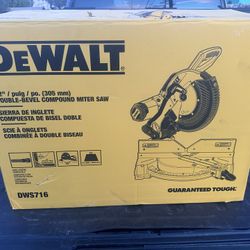 DEWALT
2" / pulg / po. (305 mm)
DOUBLE-BEVEL COMPOUND MITER SAW
SIERRA DE INGLETE
COMPUESTA DE BISEL DOBLE
SCIE À ONGLETS
COMBINÉE À DOUBLE BISEAU
DWS716
GUARANTEED TOUGH.